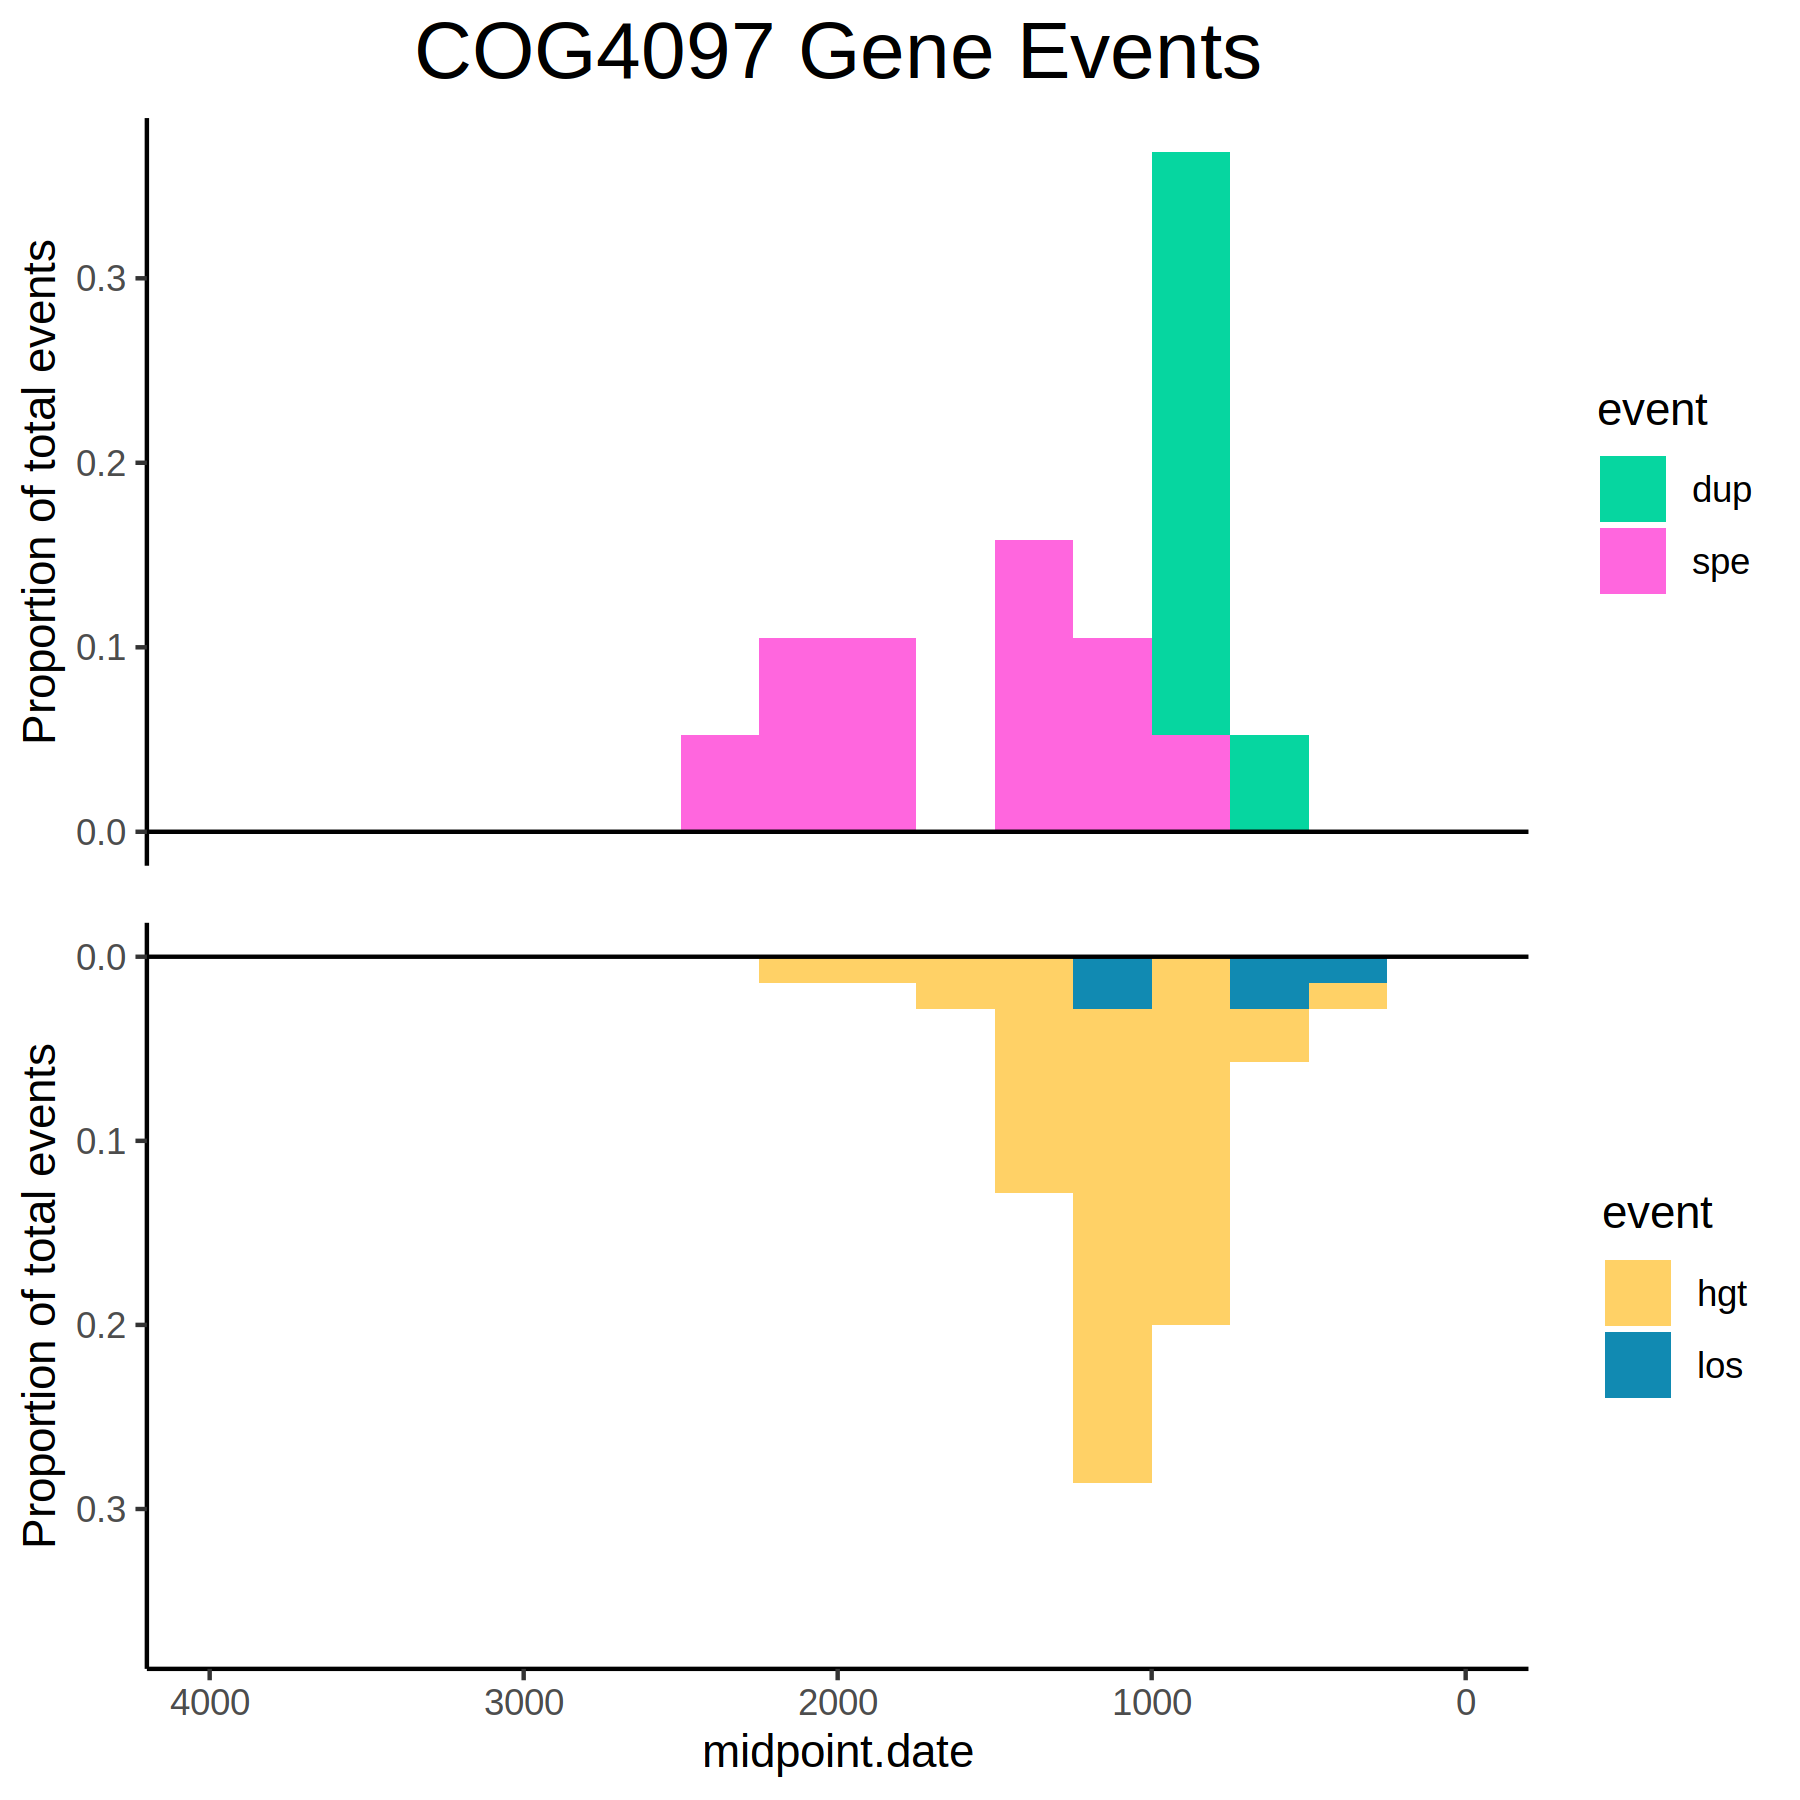 COG4097 Gene Events
Proportion of total events
0.3
0.2
0.1
0.0
event
dup
spe
Proportion of total events
0.0
0.1
0.2
0.3
event
hgt
los
4000 3000 2000 1000 0
midpoint.date